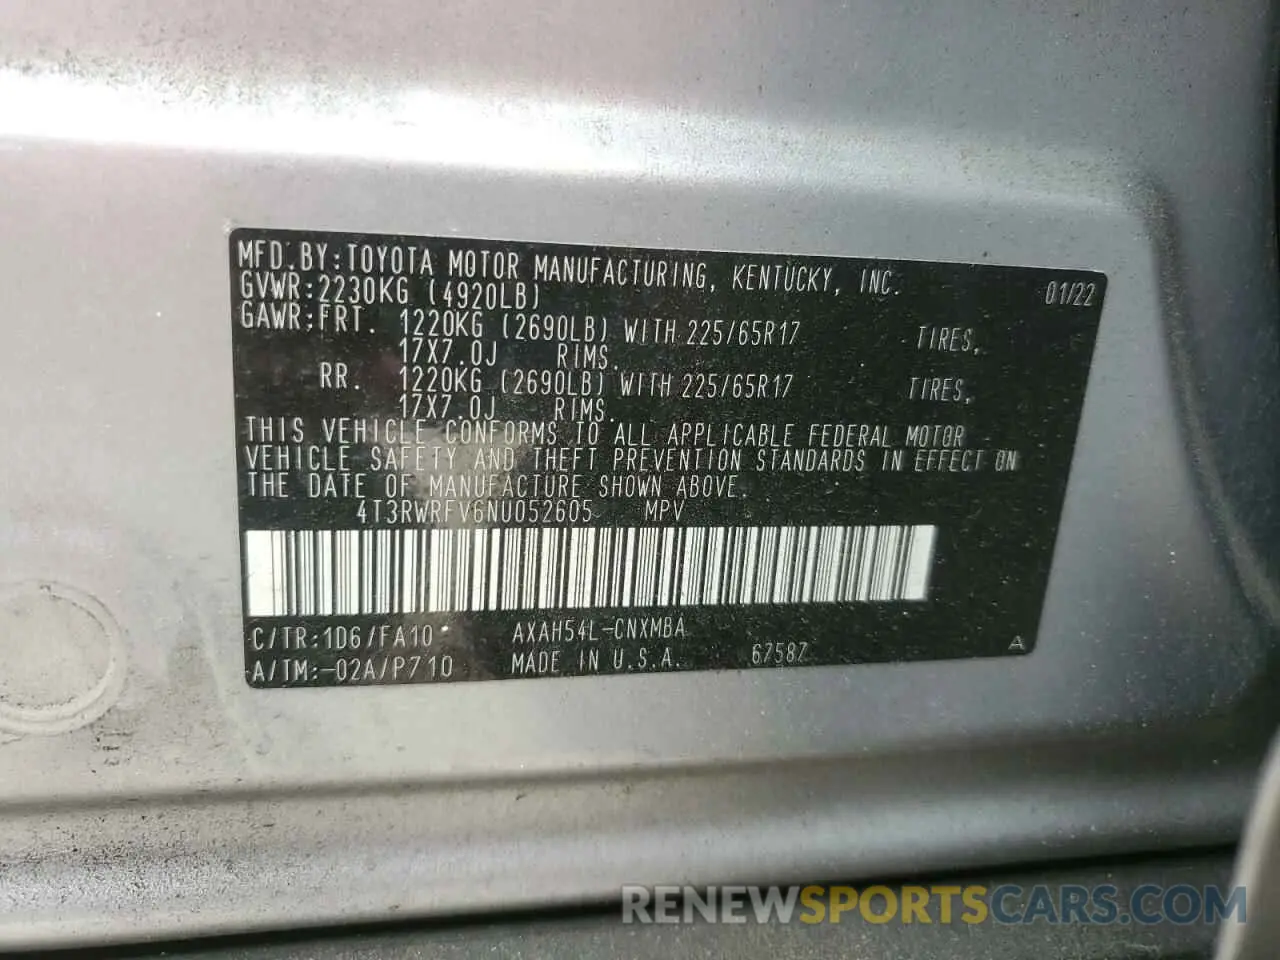 MFD.BY:TOYOTA MOTOR MANUFACTURING, KENTUCKY, INC. 01/22
GVWR:2230KG (4920LB)
GAWR:FRT. 1220KG (2690LB) WITH 225/65R17 TIRES,
17X7.0J RIMS.
RR. 1220KG (2690LB) WITH 225/65R17 TIRES,
17X7.0J RIMS.
THIS VEHICLE CONFORMS TO ALL APPLICABLE FEDERAL MOTOR
VEHICLE SAFETY AND THEFT PREVENTION STANDARDS IN EFFECT ON
THE DATE OF MANUFACTURE SHOWN ABOVE.
4T3RWRFV6NU052605 MPV
C/TR:1D6/FA10 AXAH54L-CNXMBA
A/TM:-02A/P710 MADE IN U.S.A. 67587 A
RENEWSPORTSCARS.COM